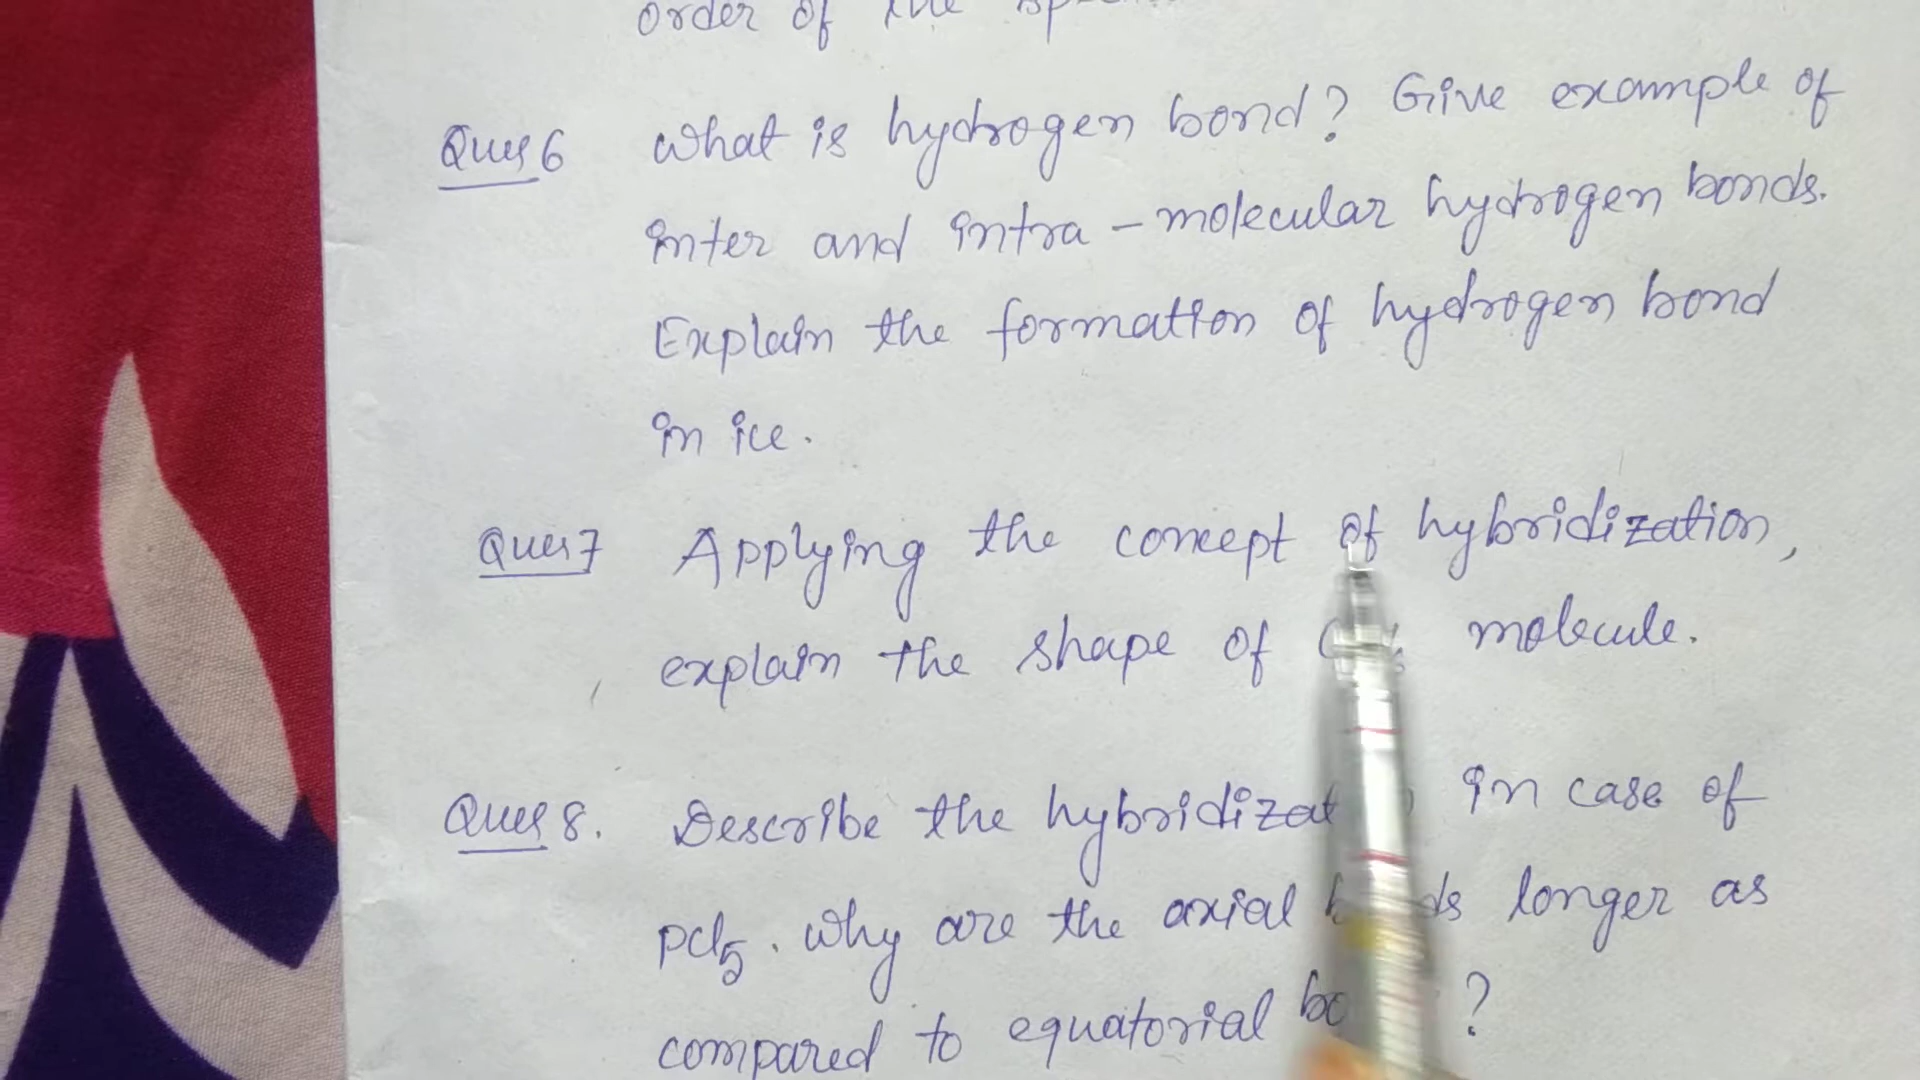 order of the
Ques 6 What is hydrogen bond? Give example of
inter and intra-molecular hydrogen bonds.
Explain the formation of hydrogen bond
in ice.
Ques 7 Applying the concept of hybridization,
explain the shape of molecule.
Ques 8. Describe the in case of
PCl5. Why are the axial longer as
compared to equatorial ?